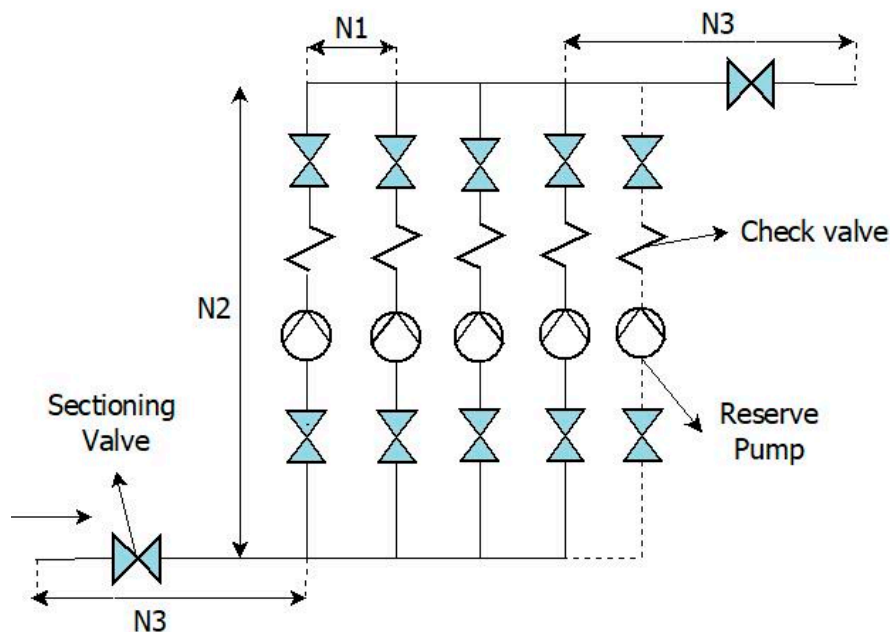 N1
N3
Check valve
N2
Sectioning
Valve
Reserve
Pump
N3